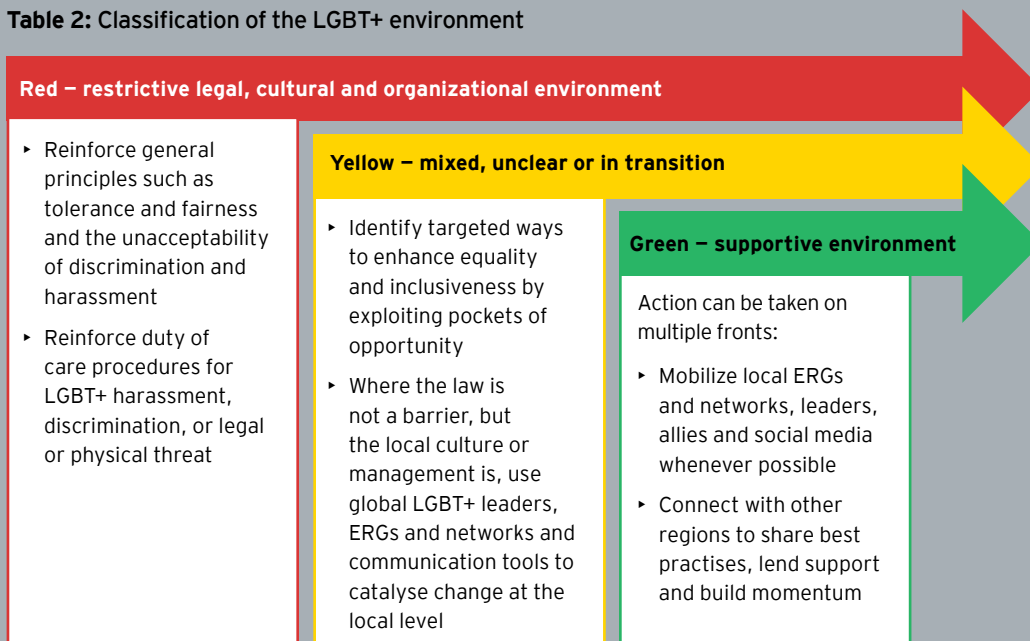 Table 2: Classification of the LGBT+ environment
Red – restrictive legal, cultural and organizational environment
‣ Reinforce general
principles such as
tolerance and fairness
and the unacceptability
of discrimination and
harassment
‣ Reinforce duty of
care procedures for
LGBT+ harassment,
discrimination, or legal
or physical threat
Yellow – mixed, unclear or in transition
‣ Identify targeted ways
to enhance equality
and inclusiveness by
exploiting pockets of
opportunity
‣ Where the law is
not a barrier, but
the local culture or
management is, use
global LGBT+ leaders,
ERGs and networks and
communication tools to
catalyse change at the
local level
Green – supportive environment
Action can be taken on
multiple fronts:
‣ Mobilize local ERGs
and networks, leaders,
allies and social media
whenever possible
‣ Connect with other
regions to share best
practises, lend support
and build momentum